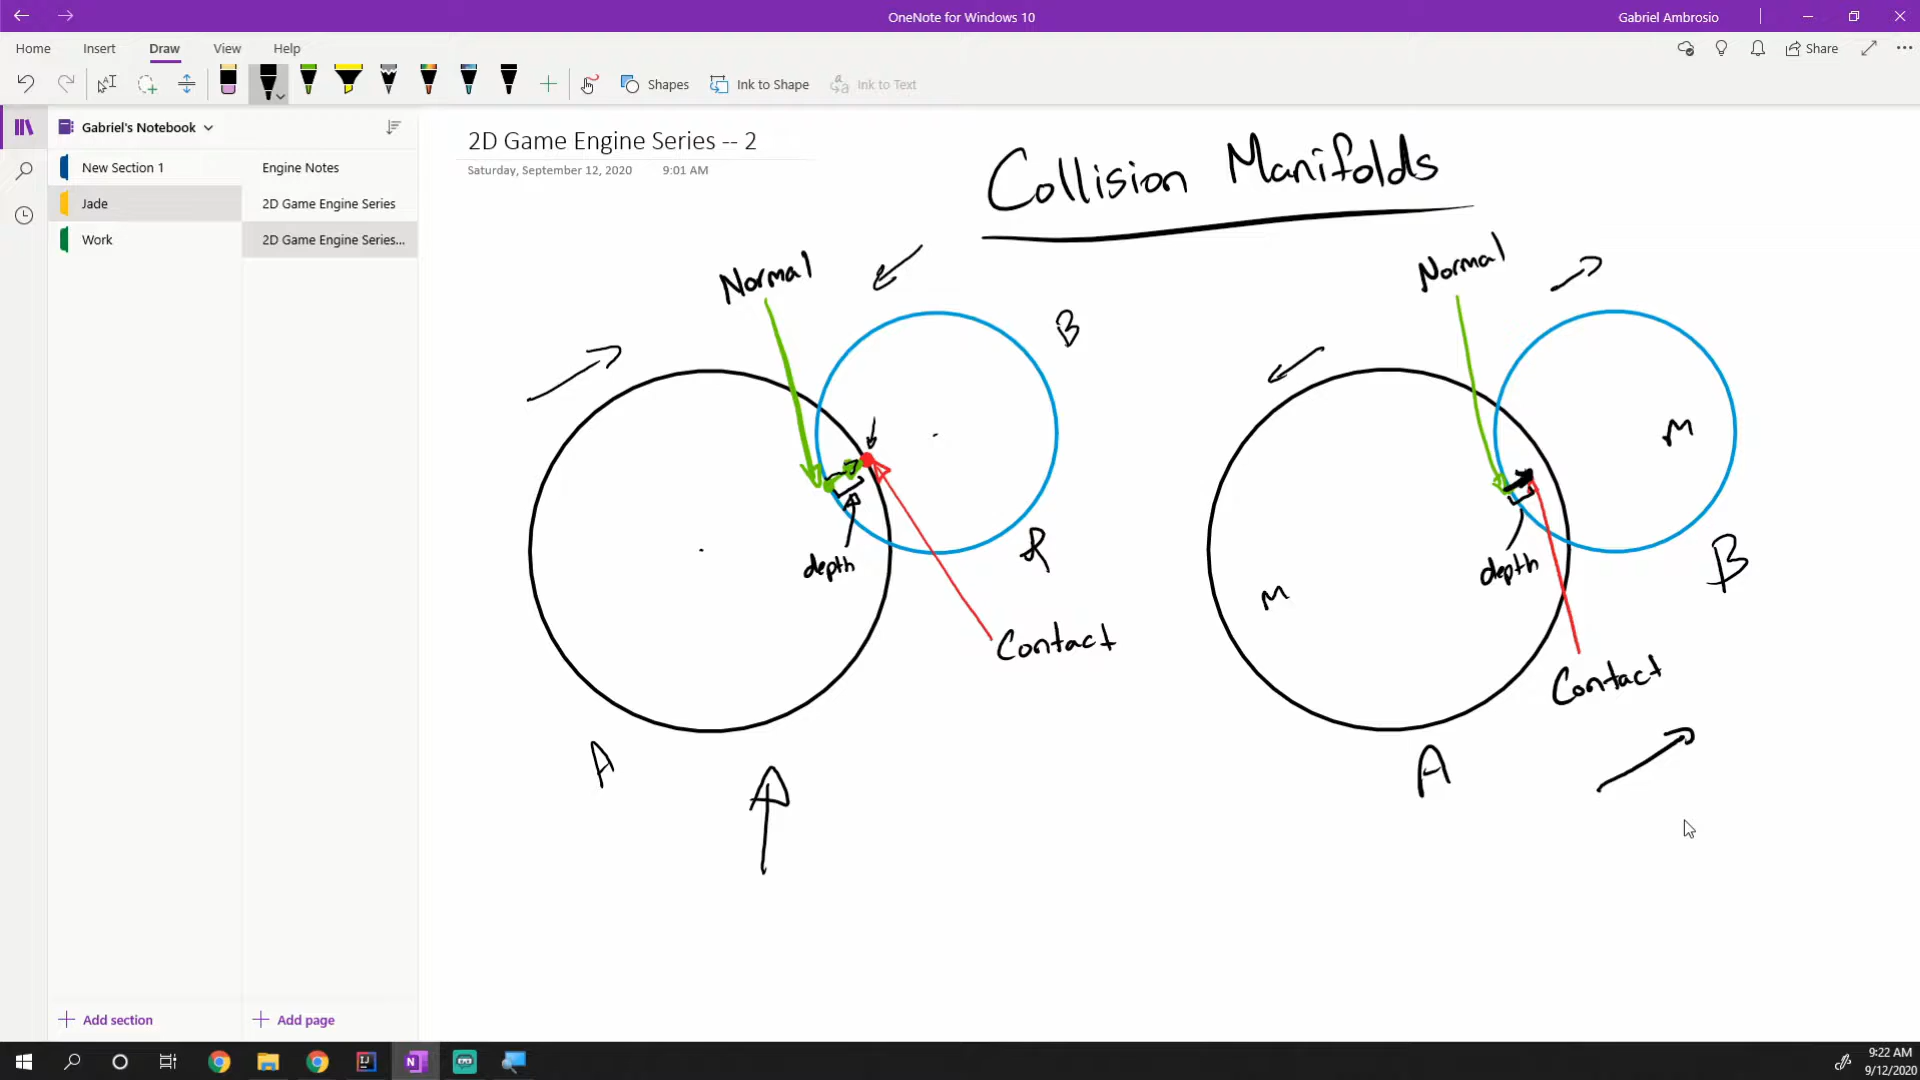 OneNote for Windows 10
Gabriel Ambrosio
Home Insert Draw View Help
Share
Shapes
Ink to Shape
Ink to Text
Gabriel's Notebook
New Section 1
Jade
Work
Engine Notes
2D Game Engine Series
2D Game Engine Series...
Add section
Add page
2D Game Engine Series -- 2
Saturday, September 12, 2020 9:01 AM
Collision Manifolds
Normal
B
R
depth
Contact
A
Normal
M
M
B
depth
Contact
A
9:22 AM
9/12/2020